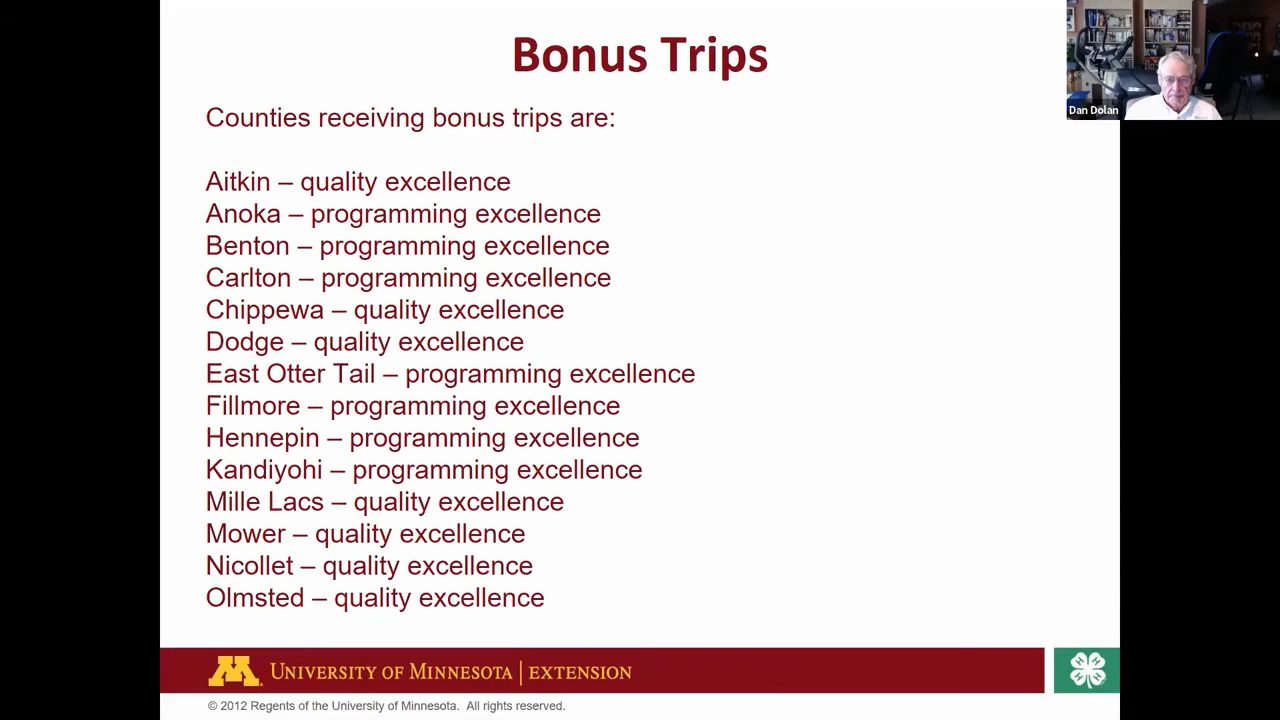 Bonus Trips
Dan Dolan
Counties receiving bonus trips are:
Aitkin – quality excellence
Anoka – programming excellence
Benton – programming excellence
Carlton – programming excellence
Chippewa – quality excellence
Dodge – quality excellence
East Otter Tail – programming excellence
Fillmore – programming excellence
Hennepin – programming excellence
Kandiyohi – programming excellence
Mille Lacs – quality excellence
Mower – quality excellence
Nicollet – quality excellence
Olmsted – quality excellence
M UNIVERSITY OF MINNESOTA | EXTENSION
H H H H
© 2012 Regents of the University of Minnesota. All rights reserved.